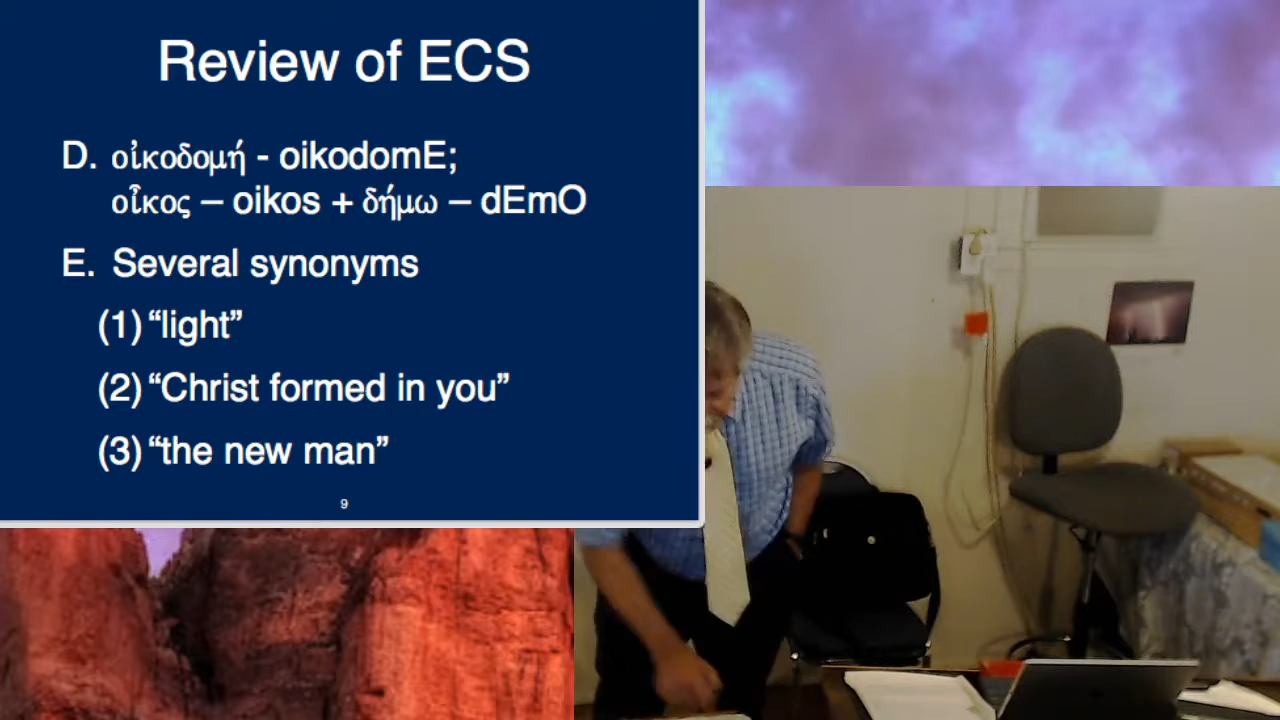 Review of ECS
D. οἰκοδομή - oikodomE;
οἶκος – oikos + δήμω – dEmO
E. Several synonyms
(1) “light”
(2) “Christ formed in you”
(3) “the new man”
9